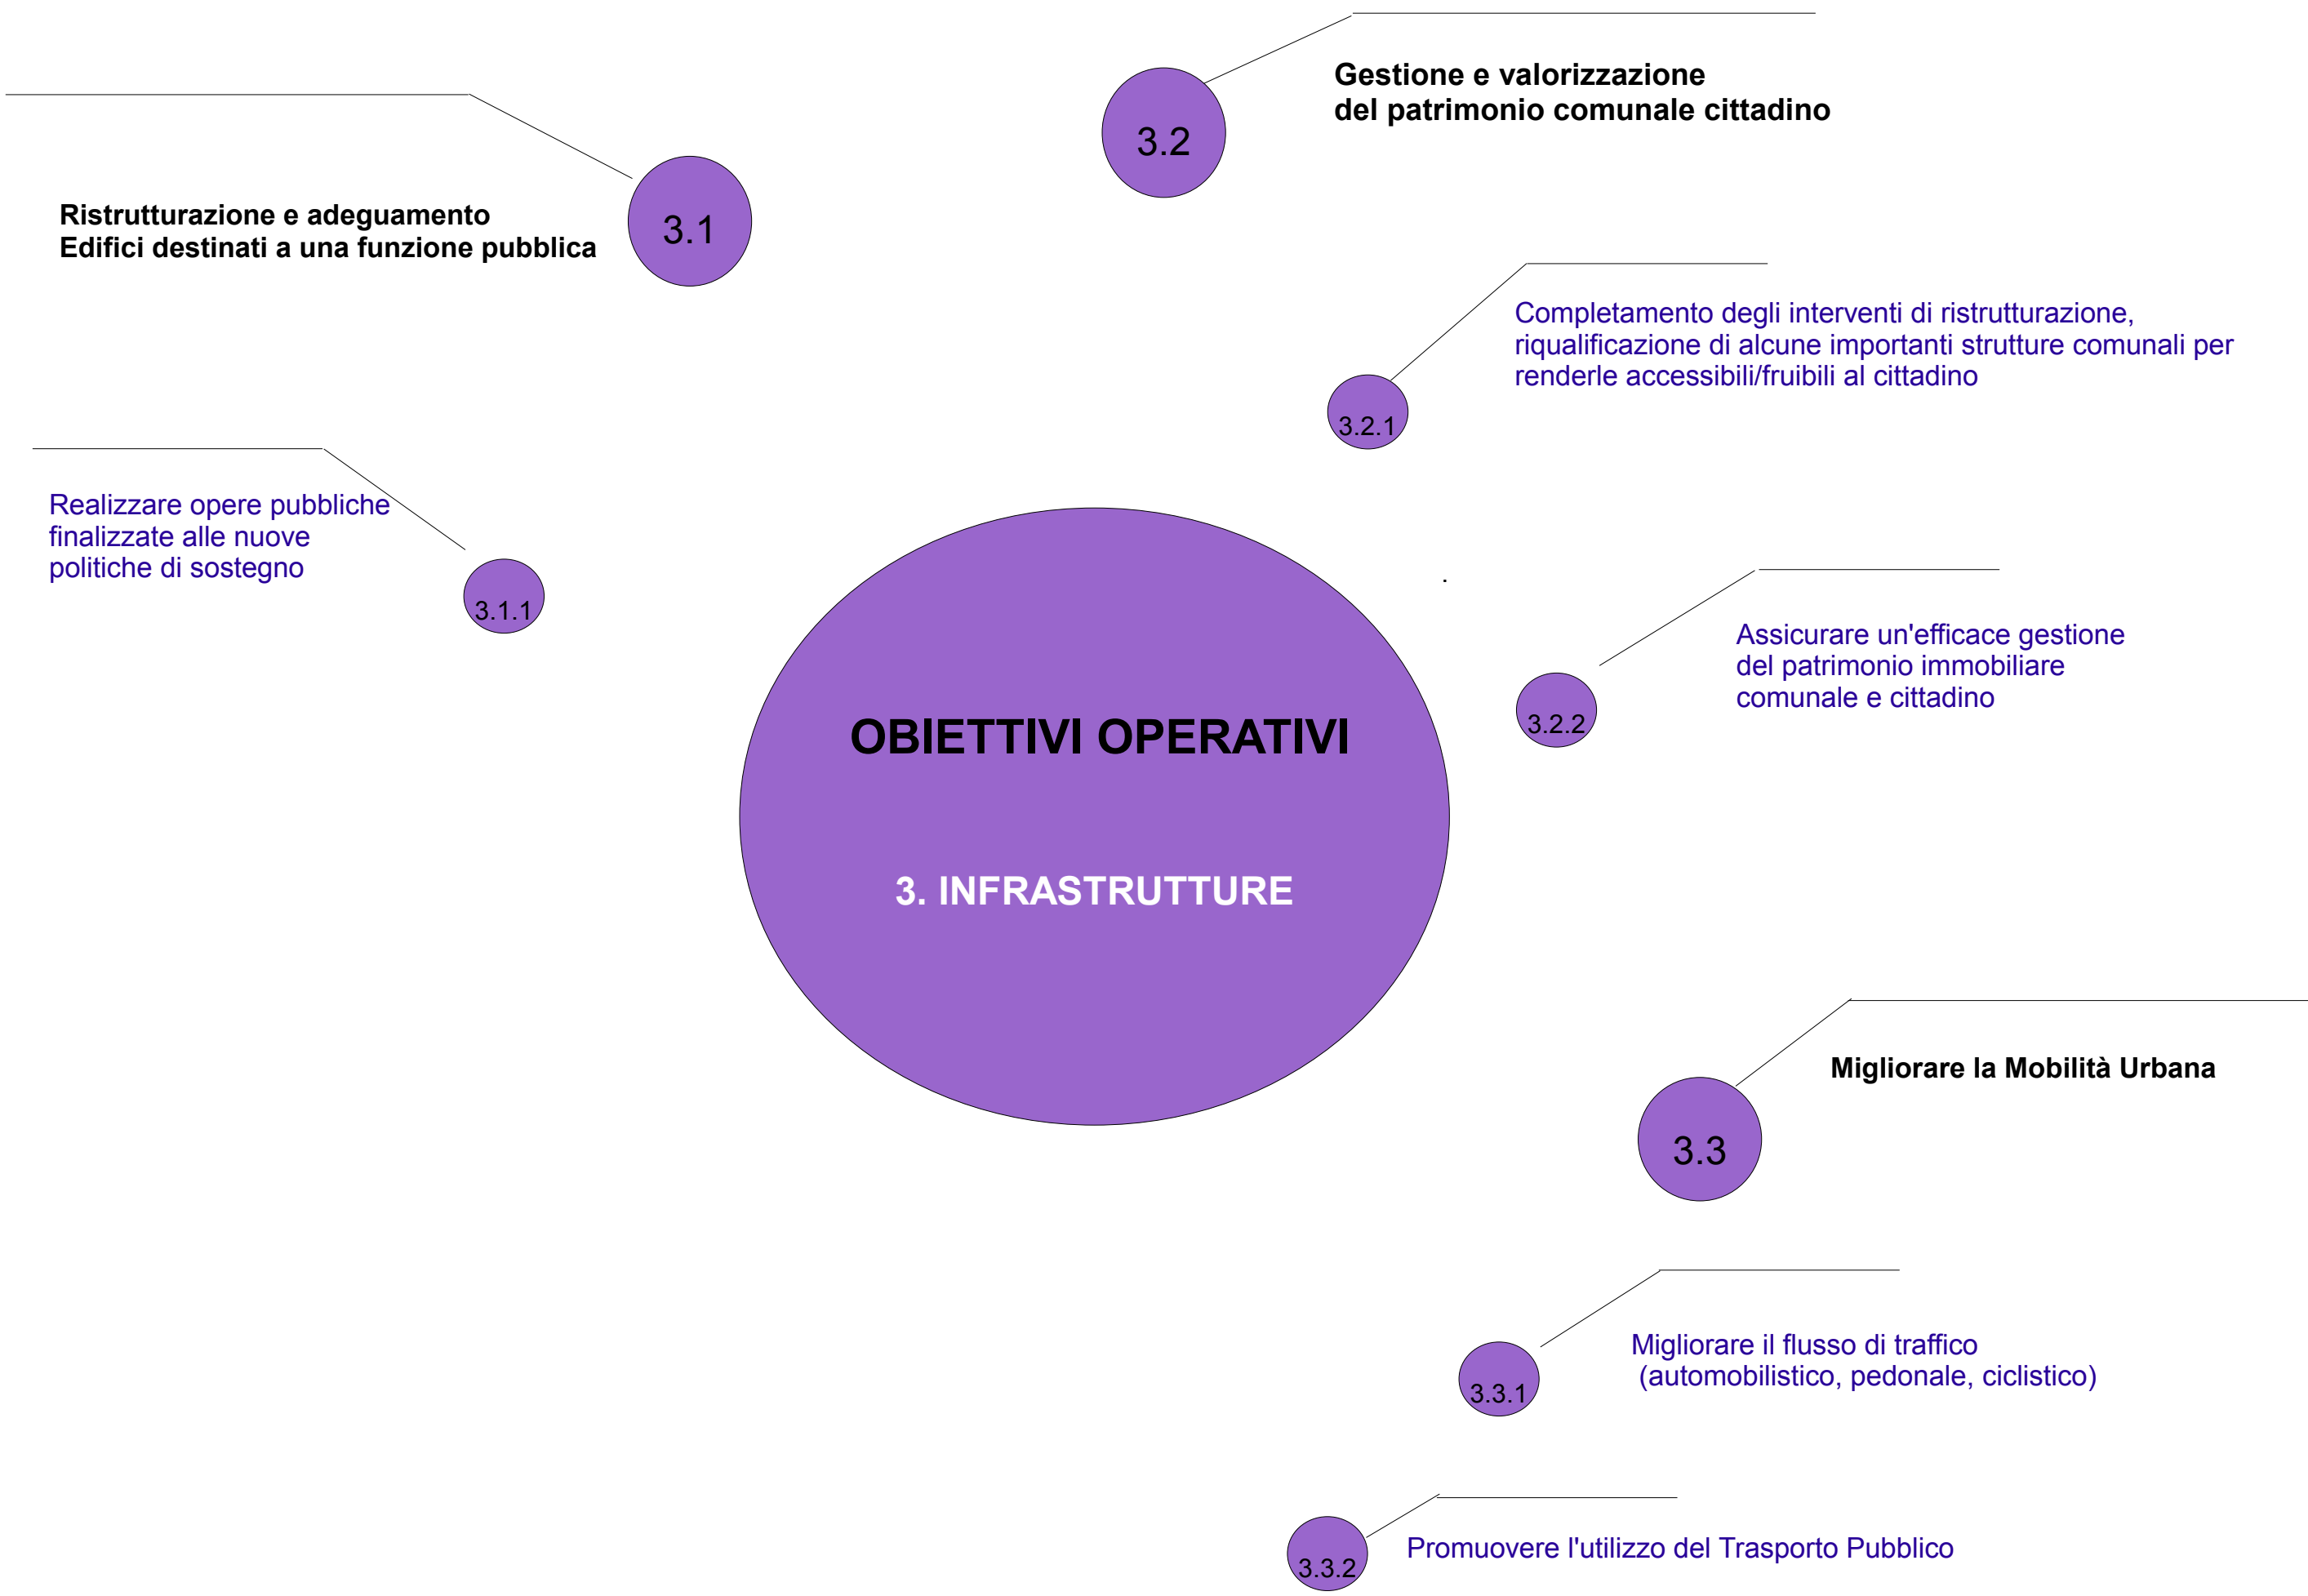 3.1
Ristrutturazione e adeguamento
Edifici destinati a una funzione pubblica
3.1.1
Realizzare opere pubbliche
finalizzate alle nuove
politiche di sostegno
3.2
Gestione e valorizzazione
del patrimonio comunale cittadino
3.2.1
Completamento degli interventi di ristrutturazione,
riqualificazione di alcune importanti strutture comunali per
renderle accessibili/fruibili al cittadino
.
3.2.2
Assicurare un'efficace gestione
del patrimonio immobiliare
comunale e cittadino
OBIETTIVI OPERATIVI
3. INFRASTRUTTURE
3.3
Migliorare la Mobilità Urbana
3.3.1
Migliorare il flusso di traffico
(automobilistico, pedonale, ciclistico)
3.3.2
Promuovere l'utilizzo del Trasporto Pubblico